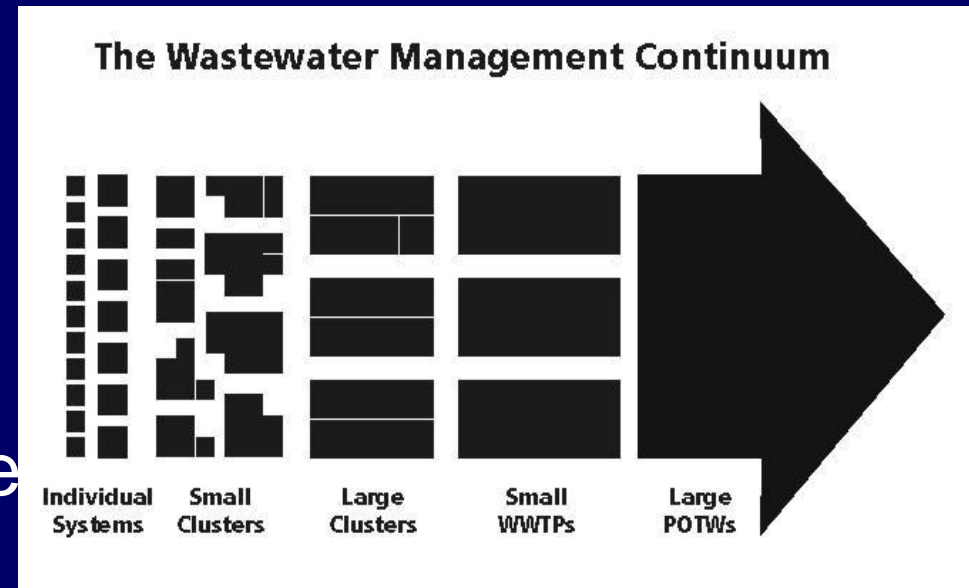 The Wastewater Management Continuum
e
Individual
Systems
Small
Clusters
Large
Clusters
Small
WWTPs
Large
POTWs